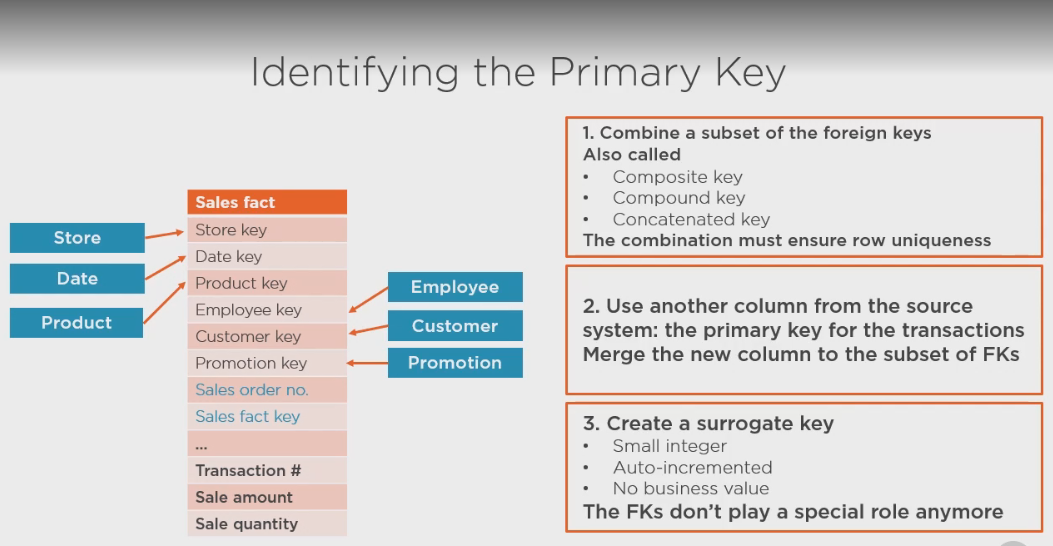 Identifying the Primary Key
Store
Date
Product
Sales fact
Store key
Date key
Product key
Employee key
Customer key
Promotion key
Sales order no.
Sales fact key
...
Transaction #
Sale amount
Sale quantity
Employee
Customer
Promotion
1. Combine a subset of the foreign keys
Also called
• Composite key
• Compound key
• Concatenated key
The combination must ensure row uniqueness
2. Use another column from the source
system: the primary key for the transactions
Merge the new column to the subset of FKs
3. Create a surrogate key
• Small integer
• Auto-incremented
• No business value
The FKs don’t play a special role anymore